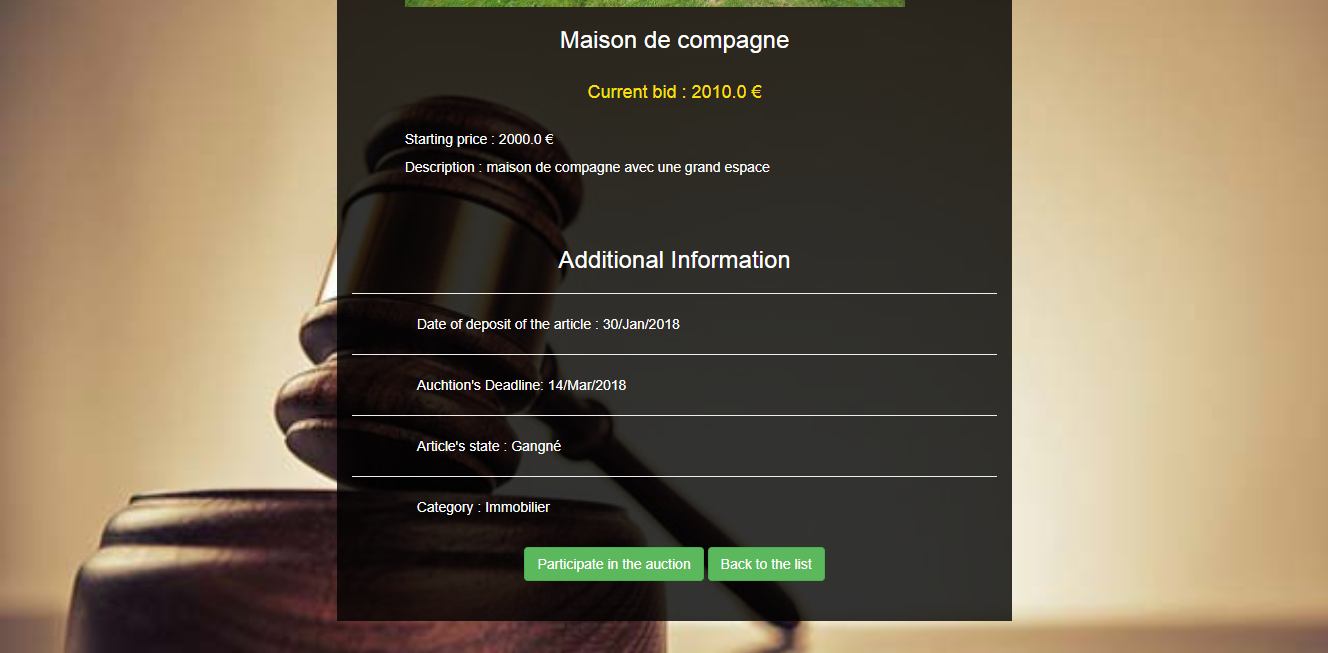 Maison de compagne
Current bid : 2010.0 €
Starting price : 2000.0 €
Description : maison de compagne avec une grand espace
Additional Information
Date of deposit of the article : 30/Jan/2018
Auchtion's Deadline: 14/Mar/2018
Article's state : Gangné
Category : Immobilier
Participate in the auction Back to the list